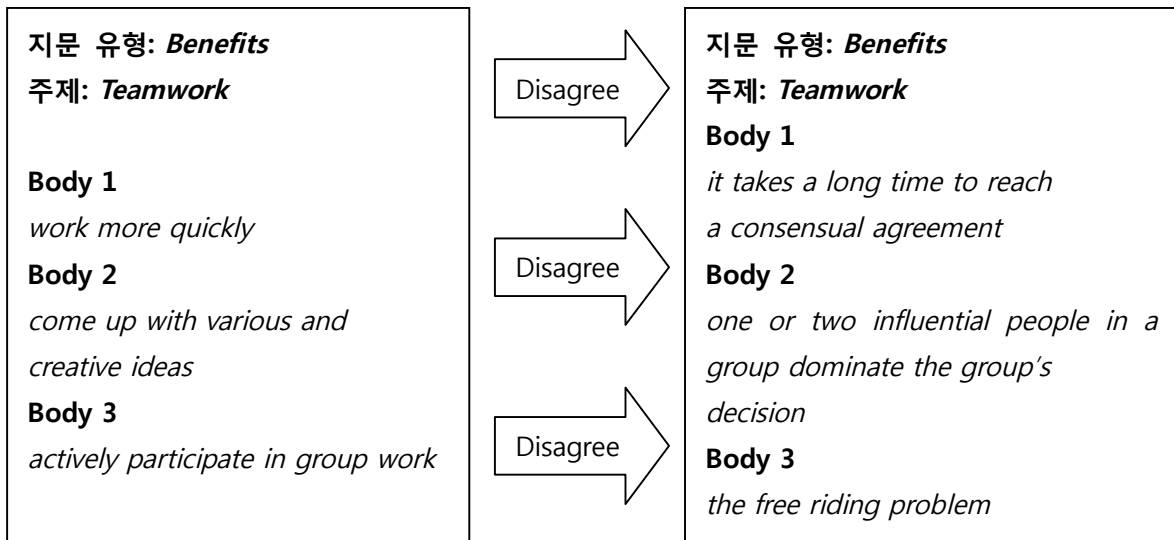 지문 유형: Benefits
주제: Teamwork
Body 1
work more quickly
Body 2
come up with various and
creative ideas
Body 3
actively participate in group work
Disagree
Disagree
Disagree
지문 유형: Benefits
주제: Teamwork
Body 1
it takes a long time to reach
a consensual agreement
Body 2
one or two influential people in a
group dominate the group's
decision
Body 3
the free riding problem